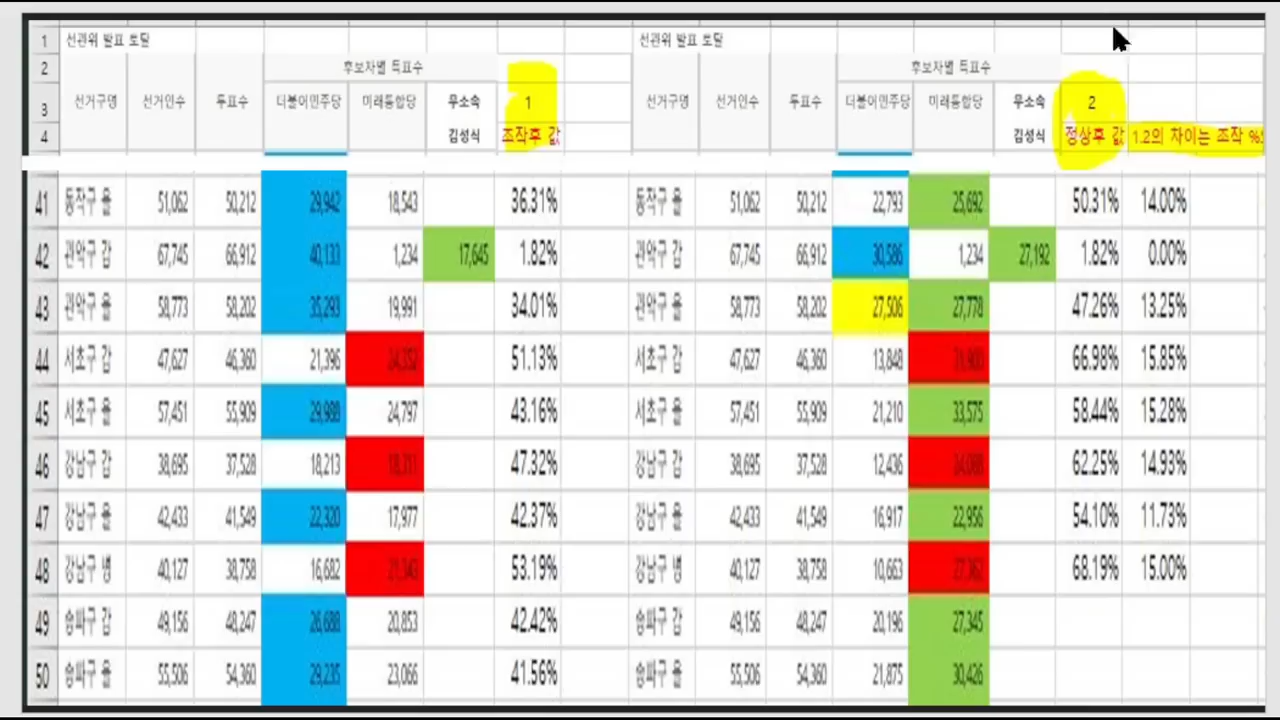 1 선관위 발표 토달 선관위 발표 토달
2 후보자별 득표수 후보자별 득표수
3 선거구명 선거인수 투표수 더불어민주당 미래통합당 무소속 1 선거구명 선거인수 투표수 더불어민주당 미래통합당 무소속 2
4 김성식 조작후 값 김성식 정상후 값 1.2의 차이는 조작 %
41 동작구 을 51,062 50,212 29,942 18,543 36.31% 동작구 을 51,062 50,212 22,793 25,692 50.31% 14.00%
42 관악구 갑 67,745 66,912 40,133 1,234 17,645 1.82% 관악구 갑 67,745 66,912 30,586 1,234 27,192 1.82% 0.00%
43 관악구 을 58,773 58,202 35,293 19,991 34.01% 관악구 을 58,773 58,202 27,506 27,778 47.26% 13.25%
44 서초구 갑 47,627 46,360 21,396 51.13% 서초구 갑 47,627 46,360 13,848 66.98% 15.85%
45 서초구 을 57,451 55,909 29,988 24,797 43.16% 서초구 을 57,451 55,909 21,210 33,575 58.44% 15.28%
46 강남구 갑 38,695 37,528 18,213 47.32% 강남구 갑 38,695 37,528 12,436 62.25% 14.93%
47 강남구 을 42,433 41,549 22,320 17,977 42.37% 강남구 을 42,433 41,549 16,917 22,956 54.10% 11.73%
48 강남구 병 40,127 38,758 16,682 53.19% 강남구 병 40,127 38,758 10,663 68.19% 15.00%
49 송파구 갑 49,156 48,247 26,688 20,853 42.42% 송파구 갑 49,156 48,247 20,196 27,345
50 송파구 을 55,506 54,360 29,235 23,066 41.56% 송파구 을 55,506 54,360 21,875 30,426